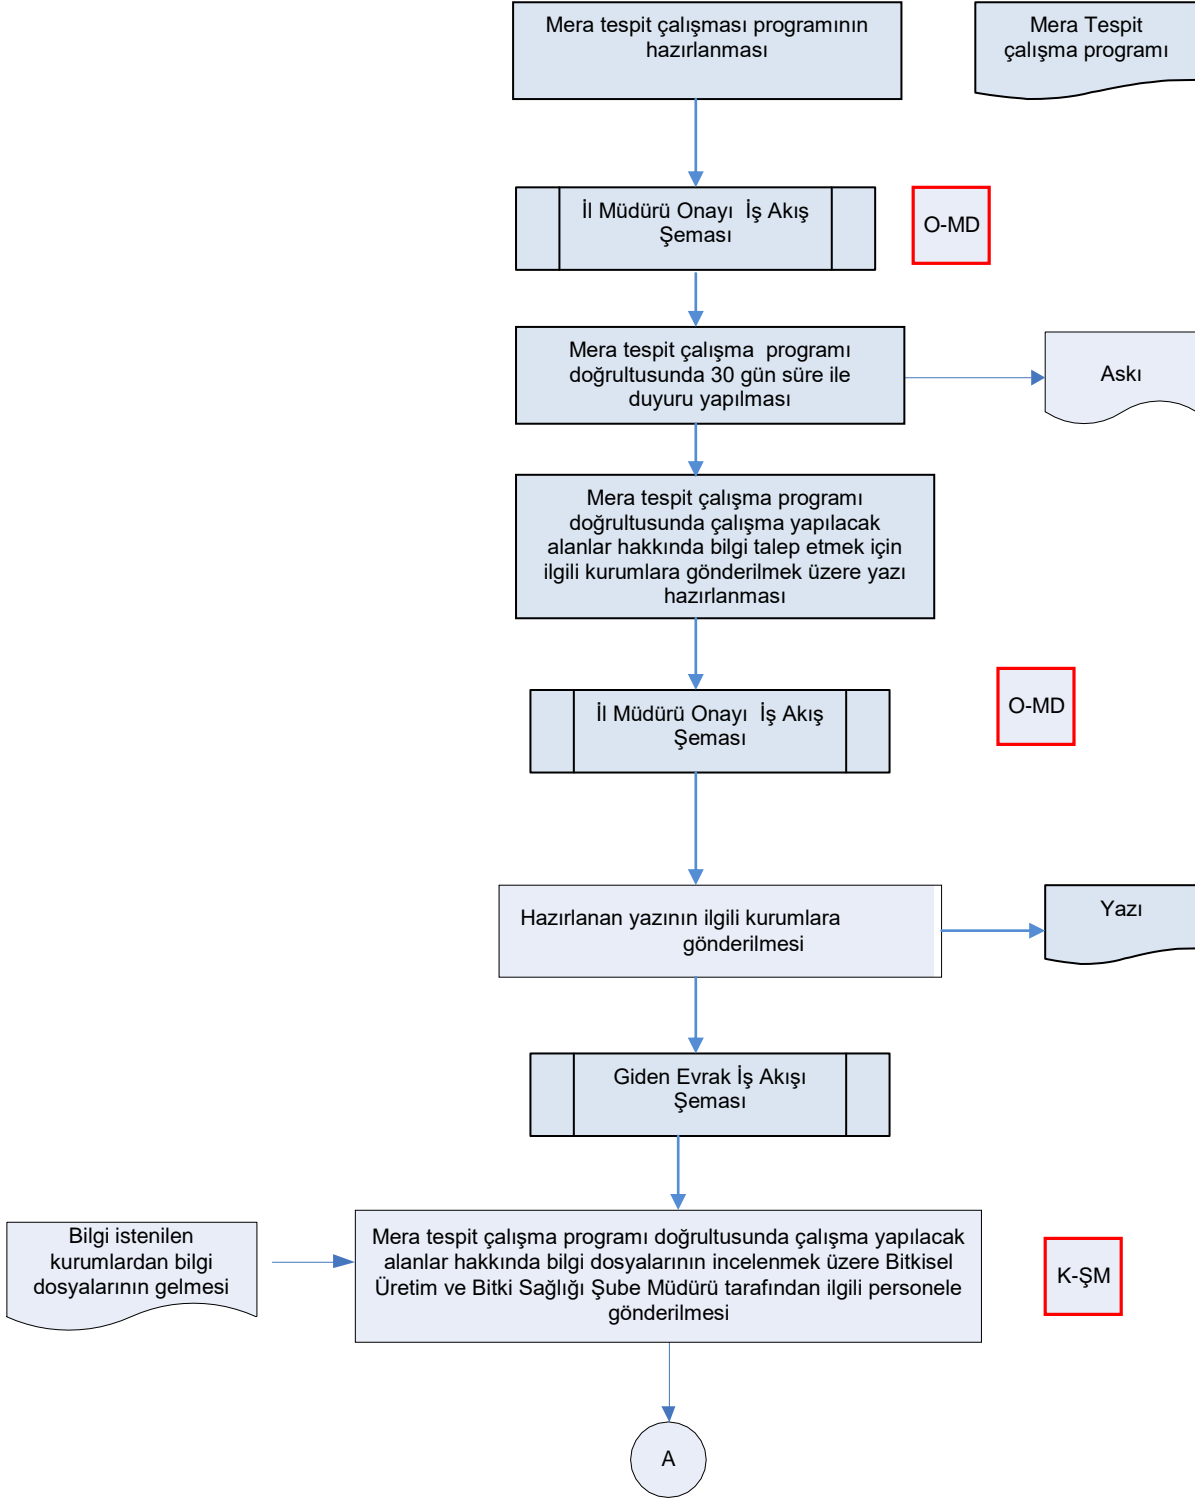 Mera tespit çalışması programının
hazırlanması
Mera Tespit
çalışma programı
İl Müdürü Onayı  İş Akış
Şeması
O-MD
Mera tespit çalışma  programı
doğrultusunda 30 gün süre ile
duyuru yapılması
Askı
Mera tespit çalışma programı
doğrultusunda çalışma yapılacak
alanlar hakkında bilgi talep etmek için
ilgili kurumlara gönderilmek üzere yazı
hazırlanması
İl Müdürü Onayı  İş Akış
Şeması
O-MD
Hazırlanan yazının ilgili kurumlara
gönderilmesi
Yazı
Giden Evrak İş Akışı
Şeması
Bilgi istenilen
kurumlardan bilgi
dosyalarının gelmesi
Mera tespit çalışma programı doğrultusunda çalışma yapılacak
alanlar hakkında bilgi dosyalarının incelenmek üzere Bitkisel
Üretim ve Bitki Sağlığı Şube Müdürü tarafından ilgili personele
gönderilmesi
K-ŞM
A